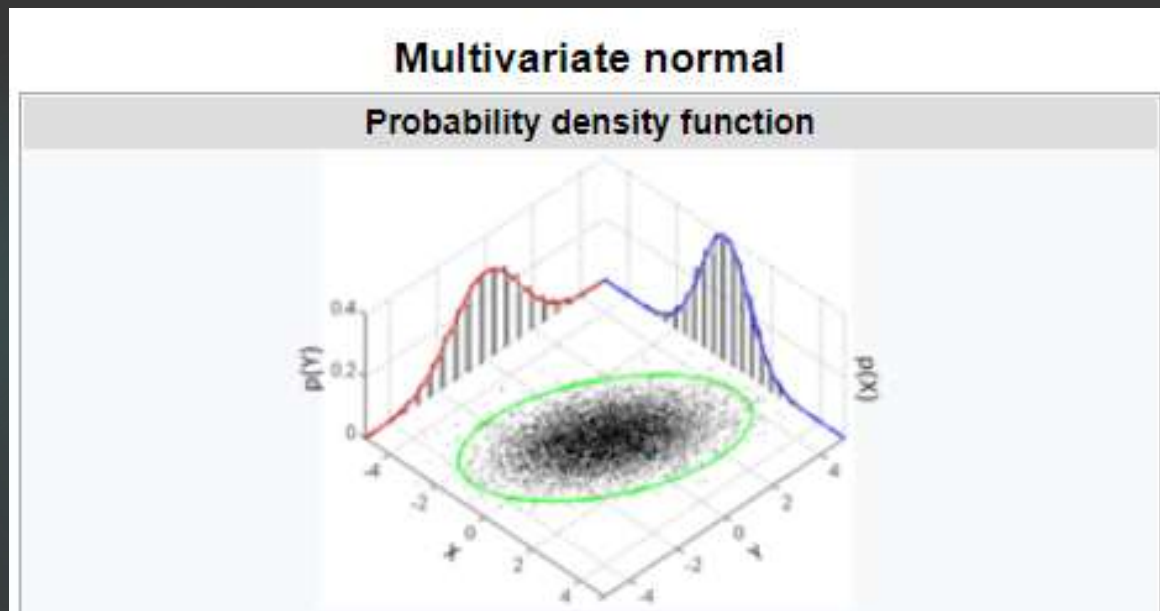 Multivariate normal
Probability density function
0.4
0.2
0
p(Y)
p(X)
-4
-2
0
2
4
X
-4
-2
0
2
4
Y